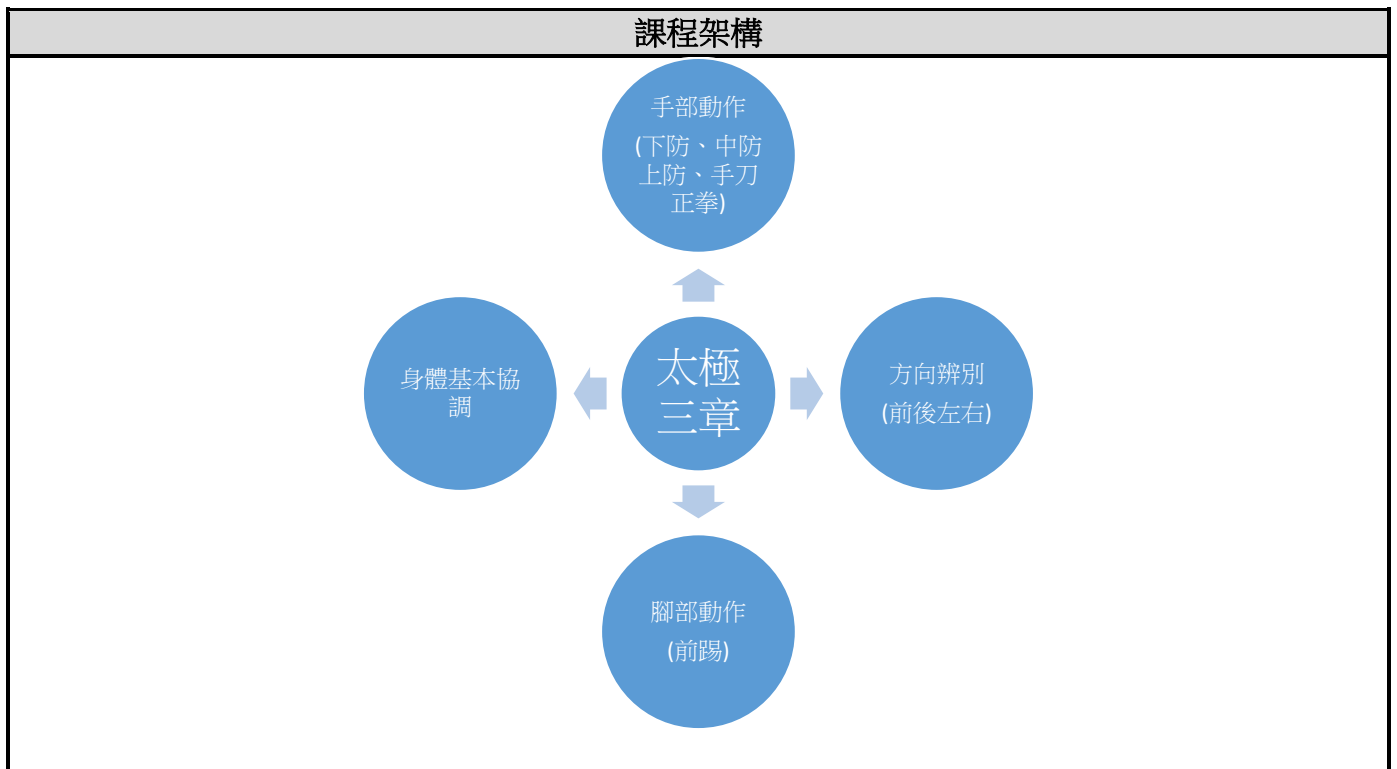 課程架構
手部動作
(下防、中防
上防、手刀
正拳)
身體基本協
調
太極
三章
方向辨別
(前後左右)
腳部動作
(前踢)